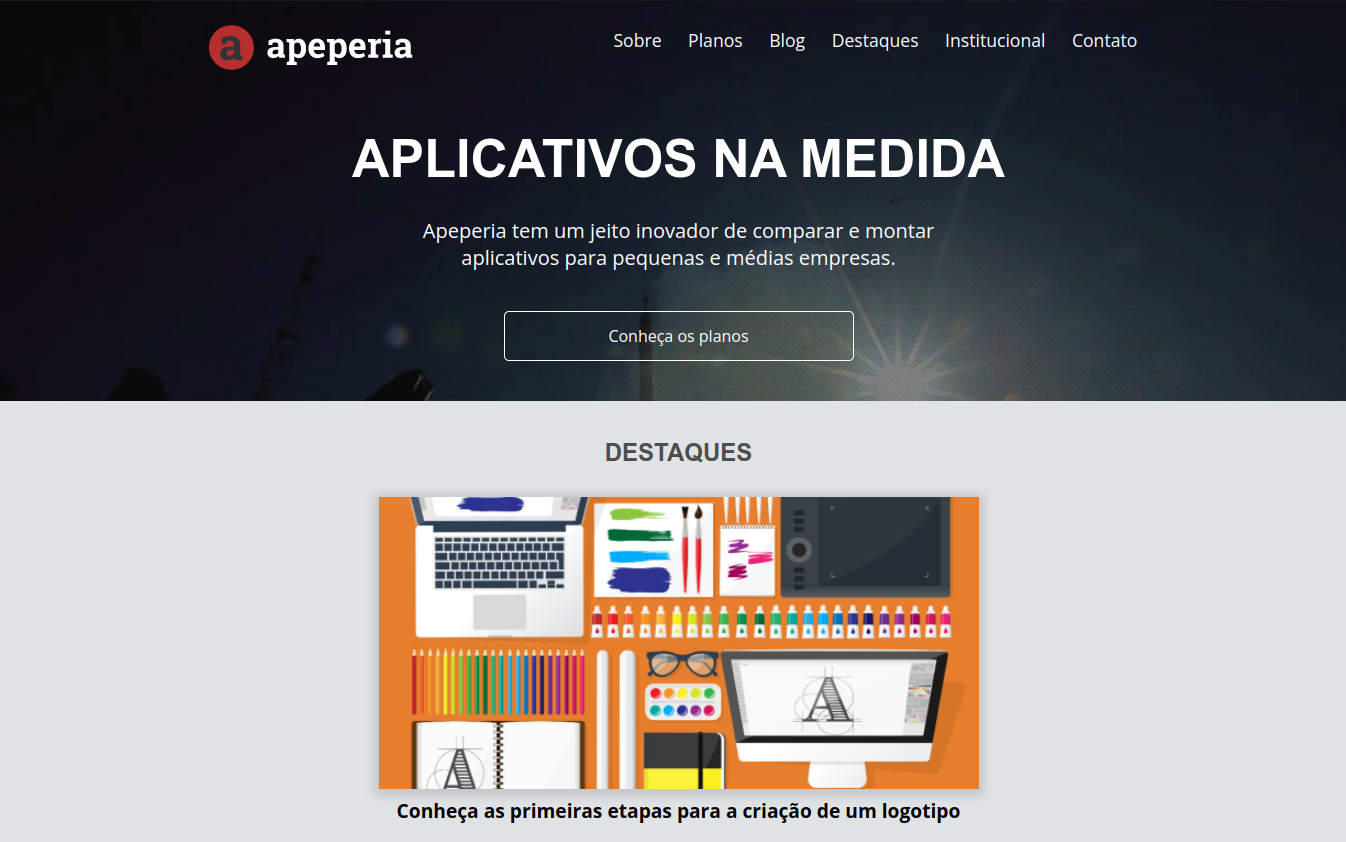 a apeperia
Sobre Planos Blog Destaques Institucional Contato
APLICATIVOS NA MEDIDA
Apeperia tem um jeito inovador de comparar e montar
aplicativos para pequenas e médias empresas.
Conheça os planos
DESTAQUES
A
A
Conheça as primeiras etapas para a criação de um logotipo